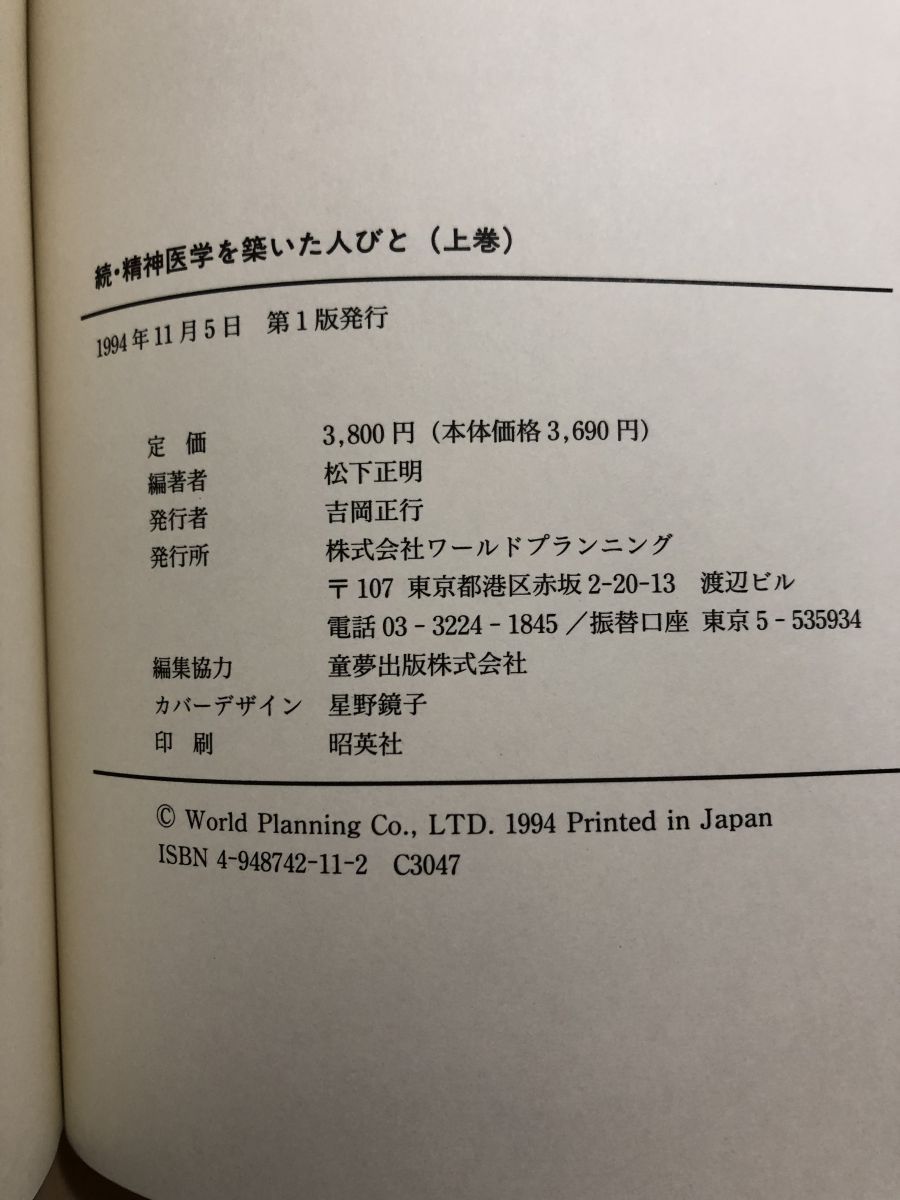 続・精神医学を築いた人びと（上巻）
1994年11月5日　第1版発行
定　価　3,800円（本体価格3,690円）
編著者　松下正明
発行者　吉岡正行
発行所　株式会社ワールドプランニング
〒107 東京都港区赤坂2-20-13　渡辺ビル
電話03－3224－1845／振替口座 東京5－535934
編集協力　童夢出版株式会社
カバーデザイン　星野鏡子
印　刷　昭英社
© World Planning Co., LTD. 1994 Printed in Japan
ISBN 4-948742-11-2　C3047